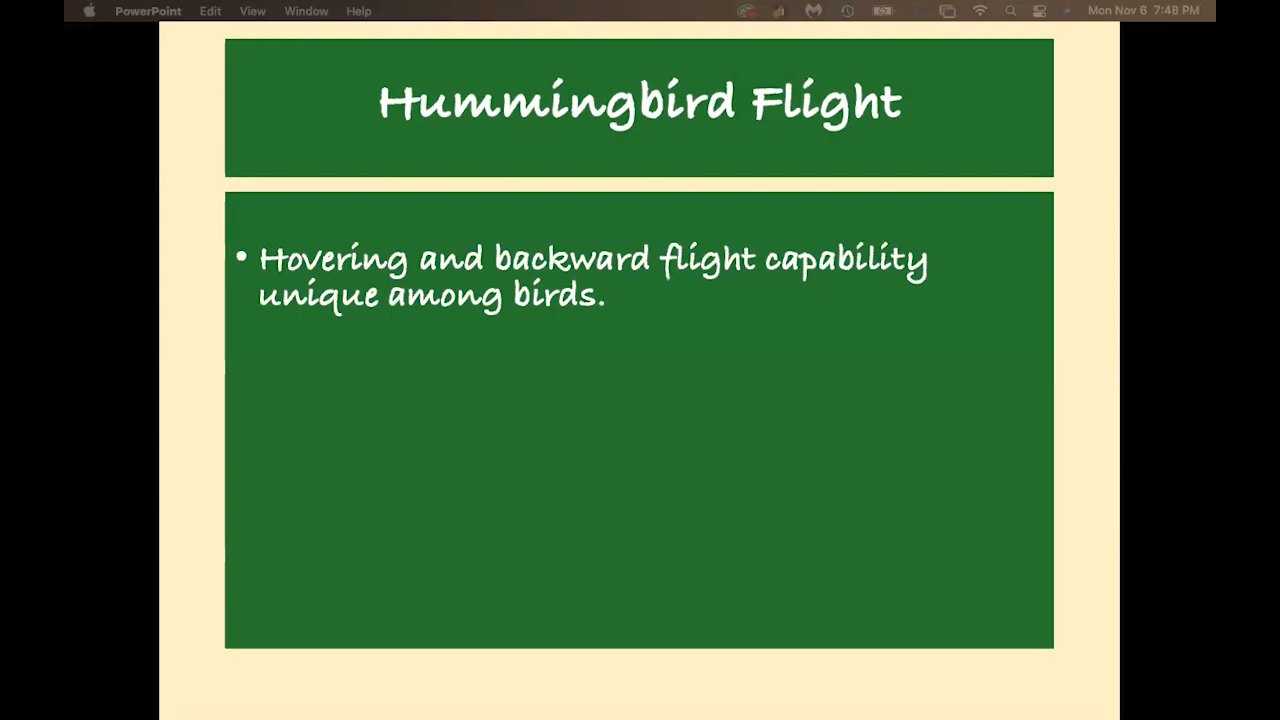 PowerPoint Edit View Window Help Mon Nov 6 7:48 PM
Hummingbird Flight
• Hovering and backward flight capability
unique among birds.